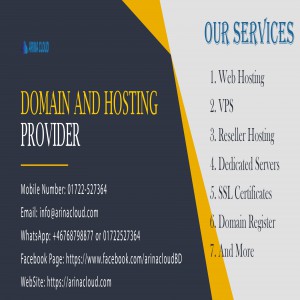 ARINA CLOUD
DOMAIN AND HOSTING
PROVIDER
Mobile Number: 01722-527364
Email: info@arinacloud.com
WhatsApp: +46768798877 or 01722527364
Facebook Page: https://www.facebook.com/arinacloudBD
WebSite: https://arinacloud.com
OUR SERVICES
1. Web Hosting
2. VPS
3. Reseller Hosting
4. Dedicated Servers
5. SSL Certificates
6. Domain Register
7. And More